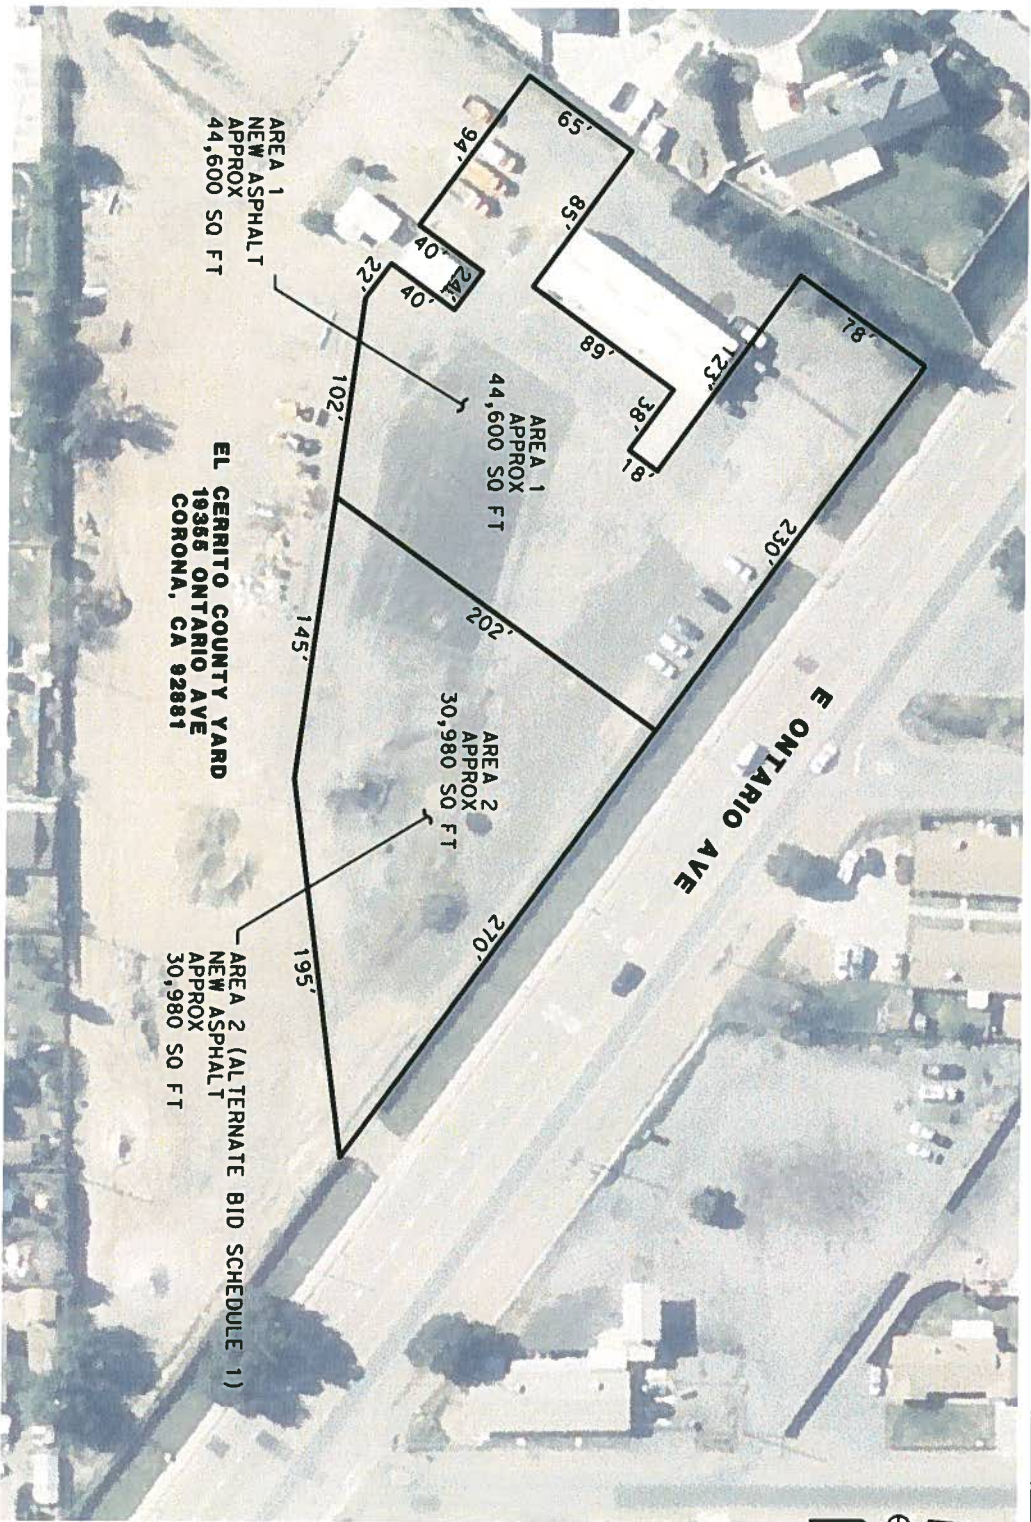 AREA 1
NEW ASPHALT
APPROX
44,600 SQ FT
65'
94'
85'
40'
24'
40'
22'
89'
38'
18'
123'
78'
102'
230'
AREA 1
APPROX
44,600 SQ FT
202'
145'
E ONTARIO AVE
AREA 2
APPROX
30,980 SQ FT
270'
195'
EL CERRITO COUNTY YARD
19355 ONTARIO AVE
CORONA, CA 92881
AREA 2 (ALTERNATE BID SCHEDULE 1)
NEW ASPHALT
APPROX
30,980 SQ FT